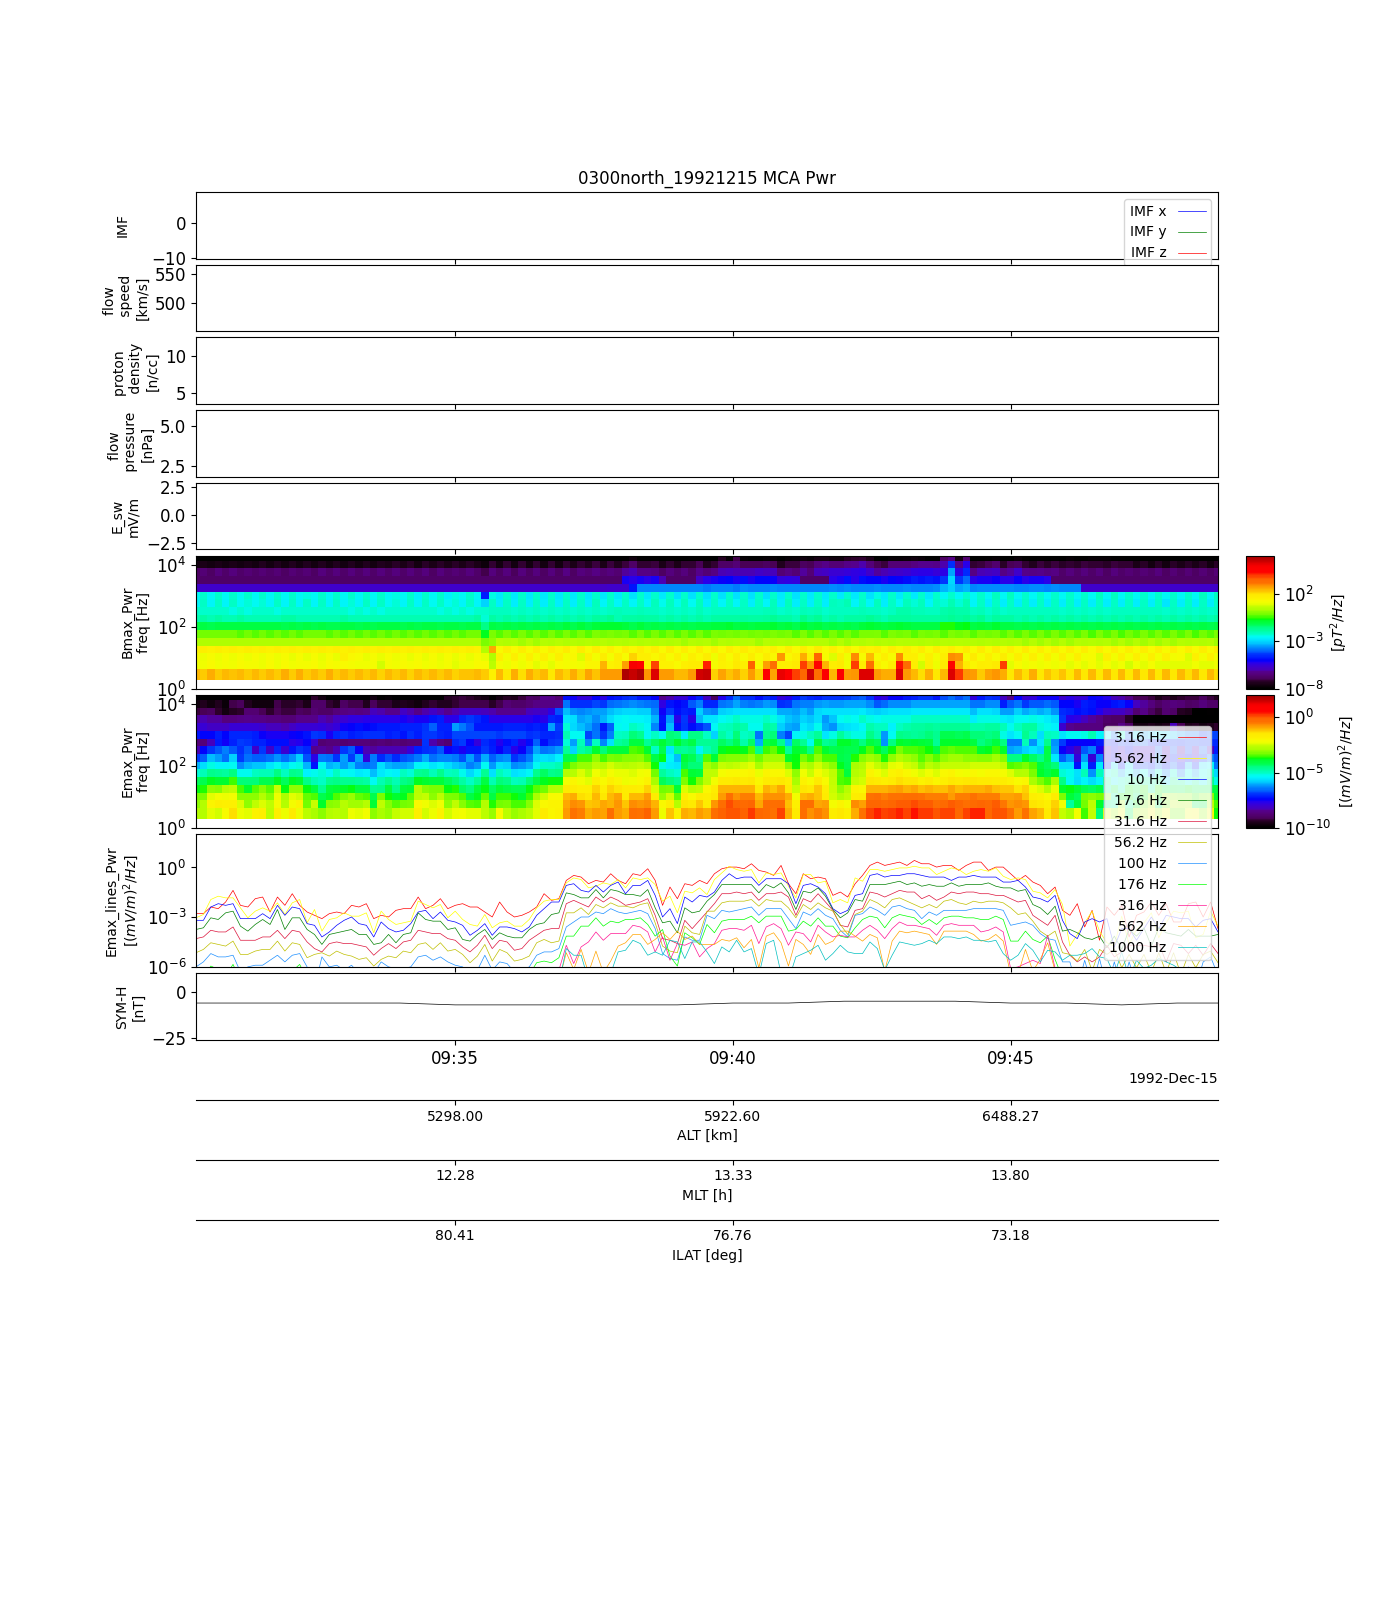 0300north_19921215 MCA Pwr
IMF
0
−10
IMF x
IMF y
IMF z
flow
speed
[km/s]
550
500
proton
density
[n/cc]
10
5
flow
pressure
[nPa]
5.0
2.5
E_sw
mV/m
2.5
0.0
−2.5
Bmax_Pwr
freq [Hz]
10^4
10^2
10^0
10^2
10^−3
10^−8
[pT^2/Hz]
Emax_Pwr
freq [Hz]
10^4
10^2
10^0
10^0
10^−5
10^−10
[(mV/m)^2/Hz]
3.16 Hz
5.62 Hz
10 Hz
17.6 Hz
31.6 Hz
56.2 Hz
100 Hz
176 Hz
316 Hz
562 Hz
1000 Hz
Emax_lines_Pwr
[(mV/m)^2/Hz]
10^0
10^−3
10^−6
SYM-H
[nT]
0
−25
09:35 09:40 09:45
1992-Dec-15
5298.00 5922.60 6488.27
ALT [km]
12.28 13.33 13.80
MLT [h]
80.41 76.76 73.18
ILAT [deg]